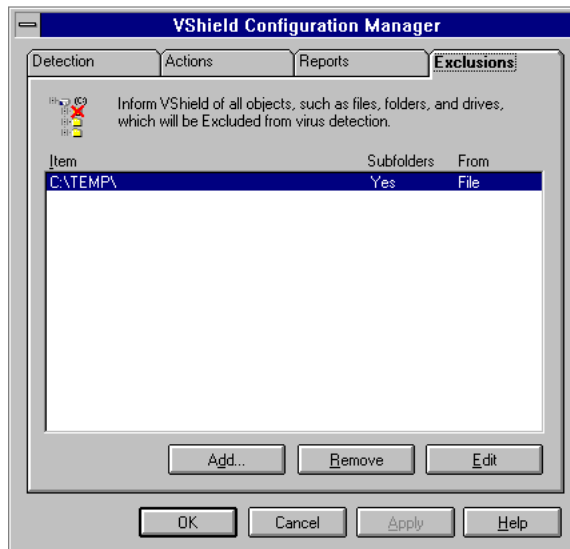 VShield Configuration Manager
Detection Actions Reports Exclusions
Inform VShield of all objects, such as files, folders, and drives,
which will be Excluded from virus detection.
Item Subfolders From
C:\TEMP\ Yes File
Add... Remove Edit
OK Cancel Apply Help